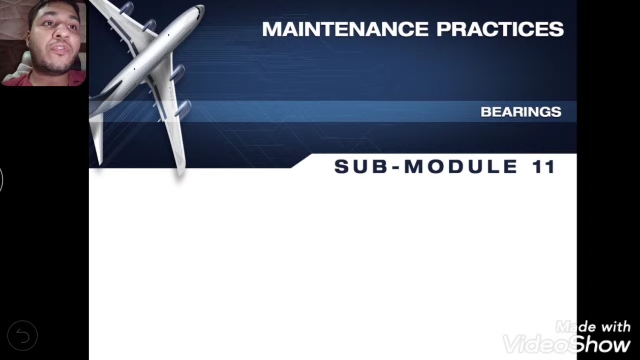 MAINTENANCE PRACTICES
BEARINGS
SUB-MODULE 11
Made with
VideoShow